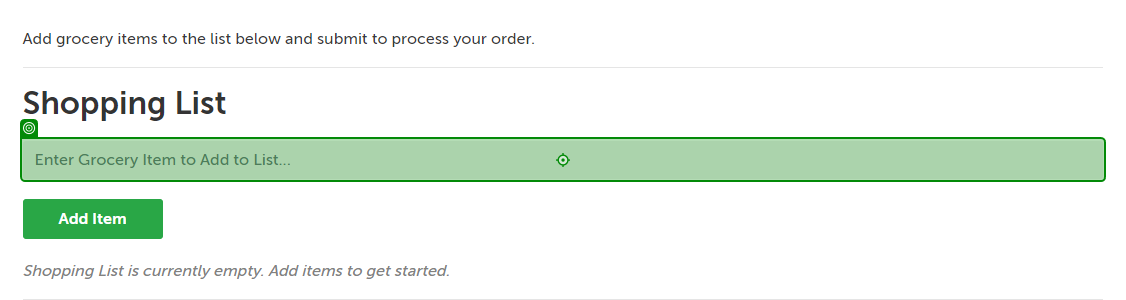 Add grocery items to the list below and submit to process your order.
Shopping List
Enter Grocery Item to Add to List...
Add Item
Shopping List is currently empty. Add items to get started.